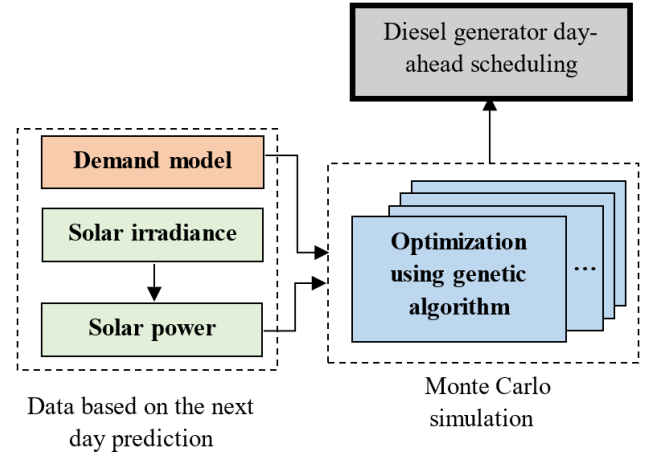 Diesel generator day-
ahead scheduling
Demand model
Solar irradiance
Solar power
Data based on the next
day prediction
Optimization
using genetic
algorithm
...
Monte Carlo
simulation